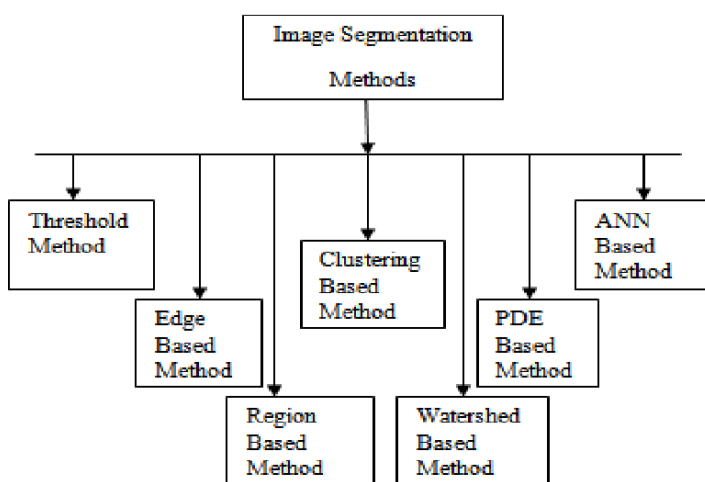 Image Segmentation
Methods
Threshold
Method
Edge
Based
Method
Region
Based
Method
Clustering
Based
Method
Watershed
Based
Method
PDE
Based
Method
ANN
Based
Method